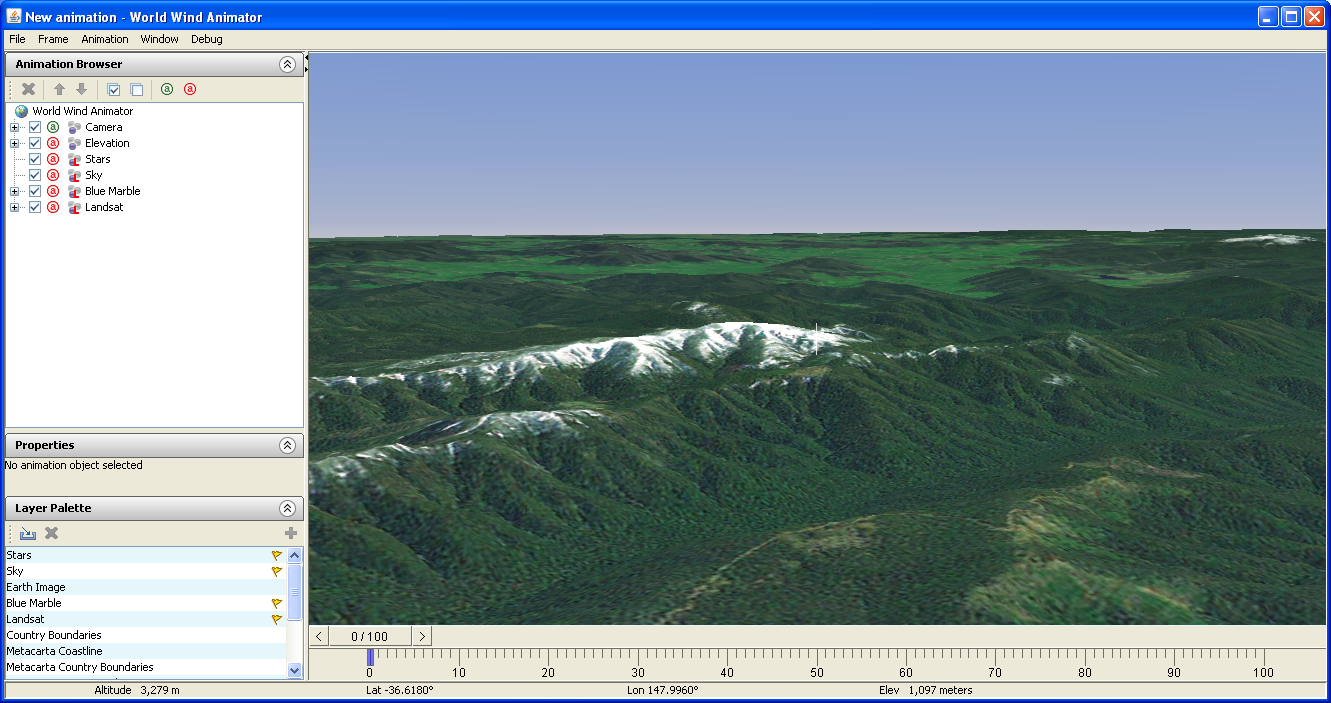 New animation - World Wind Animator
File Frame Animation Window Debug
Animation Browser
World Wind Animator
Camera
Elevation
Stars
Sky
Blue Marble
Landsat
Properties
No animation object selected
Layer Palette
Stars
Sky
Earth Image
Blue Marble
Landsat
Country Boundaries
Metacarta Coastline
Metacarta Country Boundaries
< 0 / 100 >
0 10 20 30 40 50 60 70 80 90 100
Altitude 3,279 m Lat -36.6180° Lon 147.9960° Elev 1,097 meters